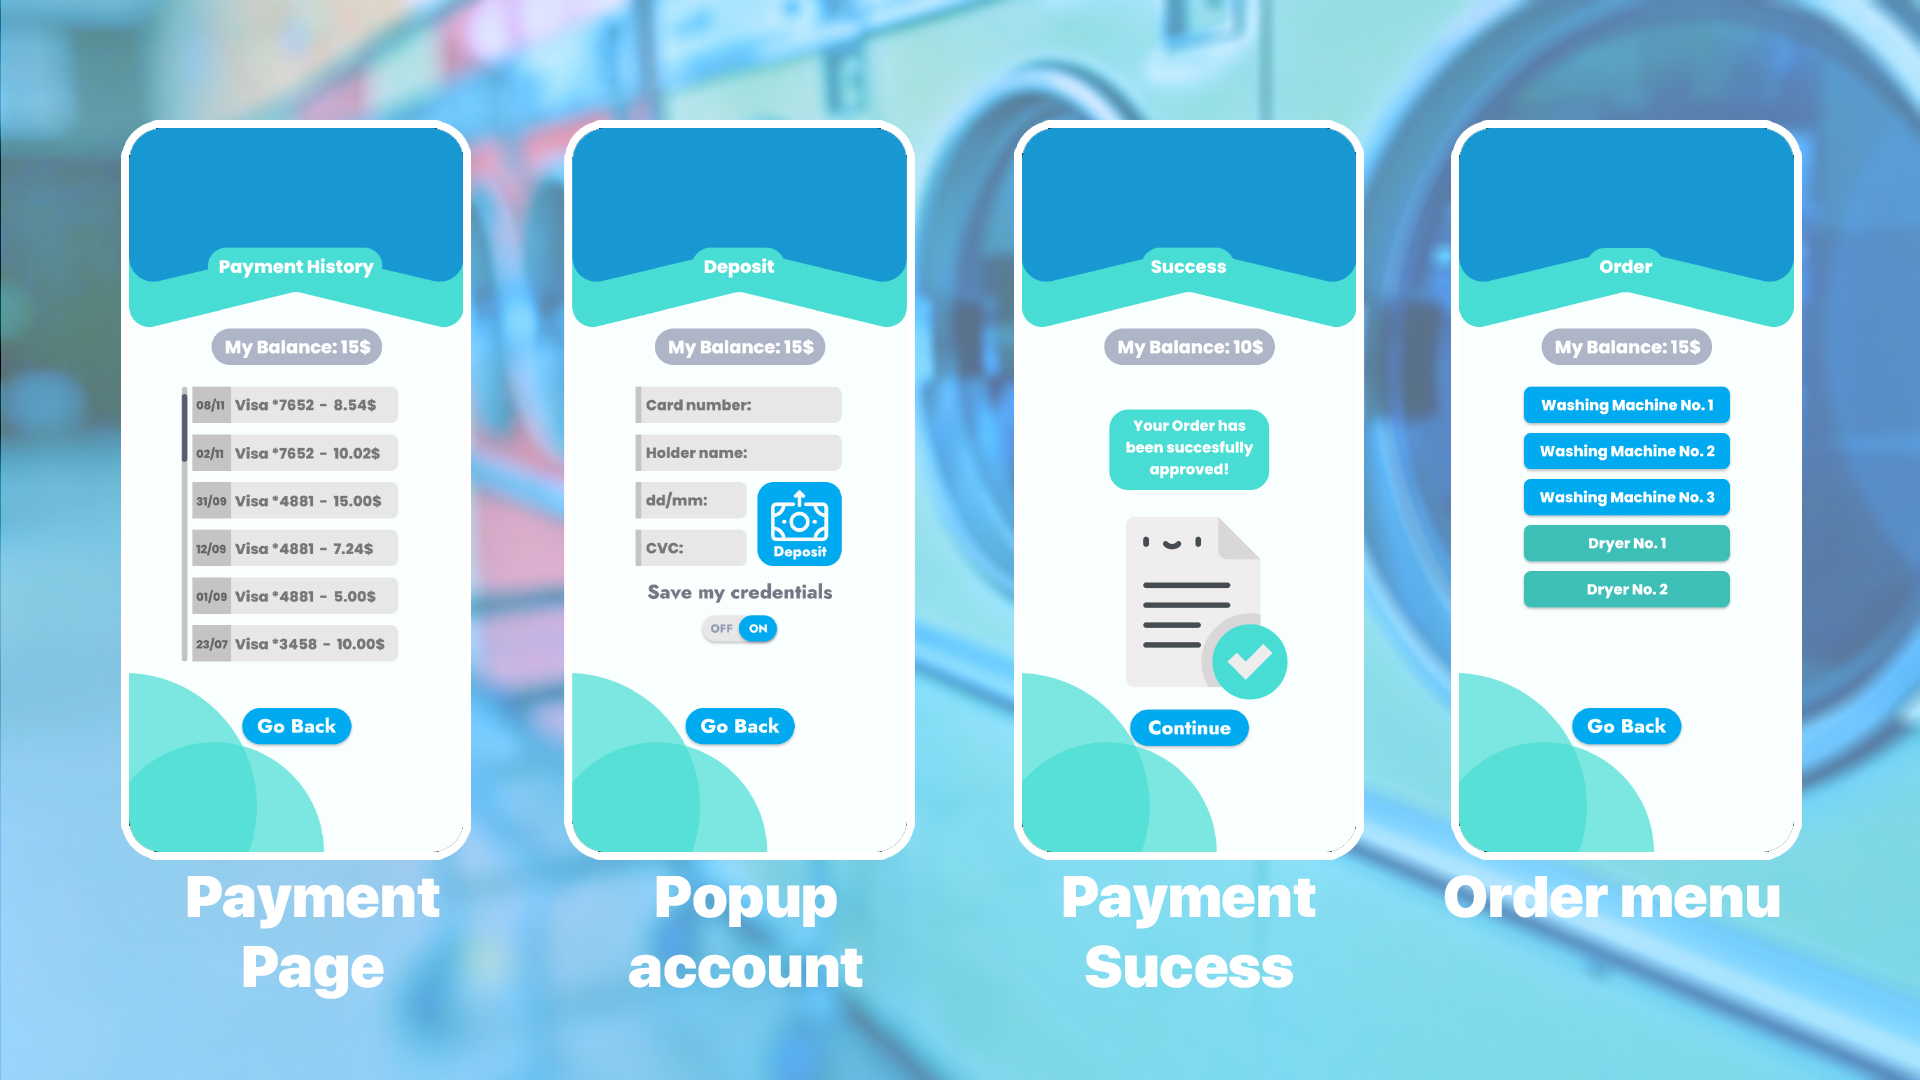 Payment History
My Balance: 15$
08/11 Visa *7652 - 8.54$
02/11 Visa *7652 - 10.02$
31/09 Visa *4881 - 15.00$
12/09 Visa *4881 - 7.24$
01/09 Visa *4881 - 5.00$
23/07 Visa *3458 - 10.00$
Go Back
Payment
Page
Deposit
My Balance: 15$
Card number:
Holder name:
dd/mm:
CVC:
Deposit
Save my credentials
OFF ON
Go Back
Popup
account
Success
My Balance: 10$
Your Order has
been succesfully
approved!
Continue
Payment
Sucess
Order
My Balance: 15$
Washing Machine No. 1
Washing Machine No. 2
Washing Machine No. 3
Dryer No. 1
Dryer No. 2
Go Back
Order menu